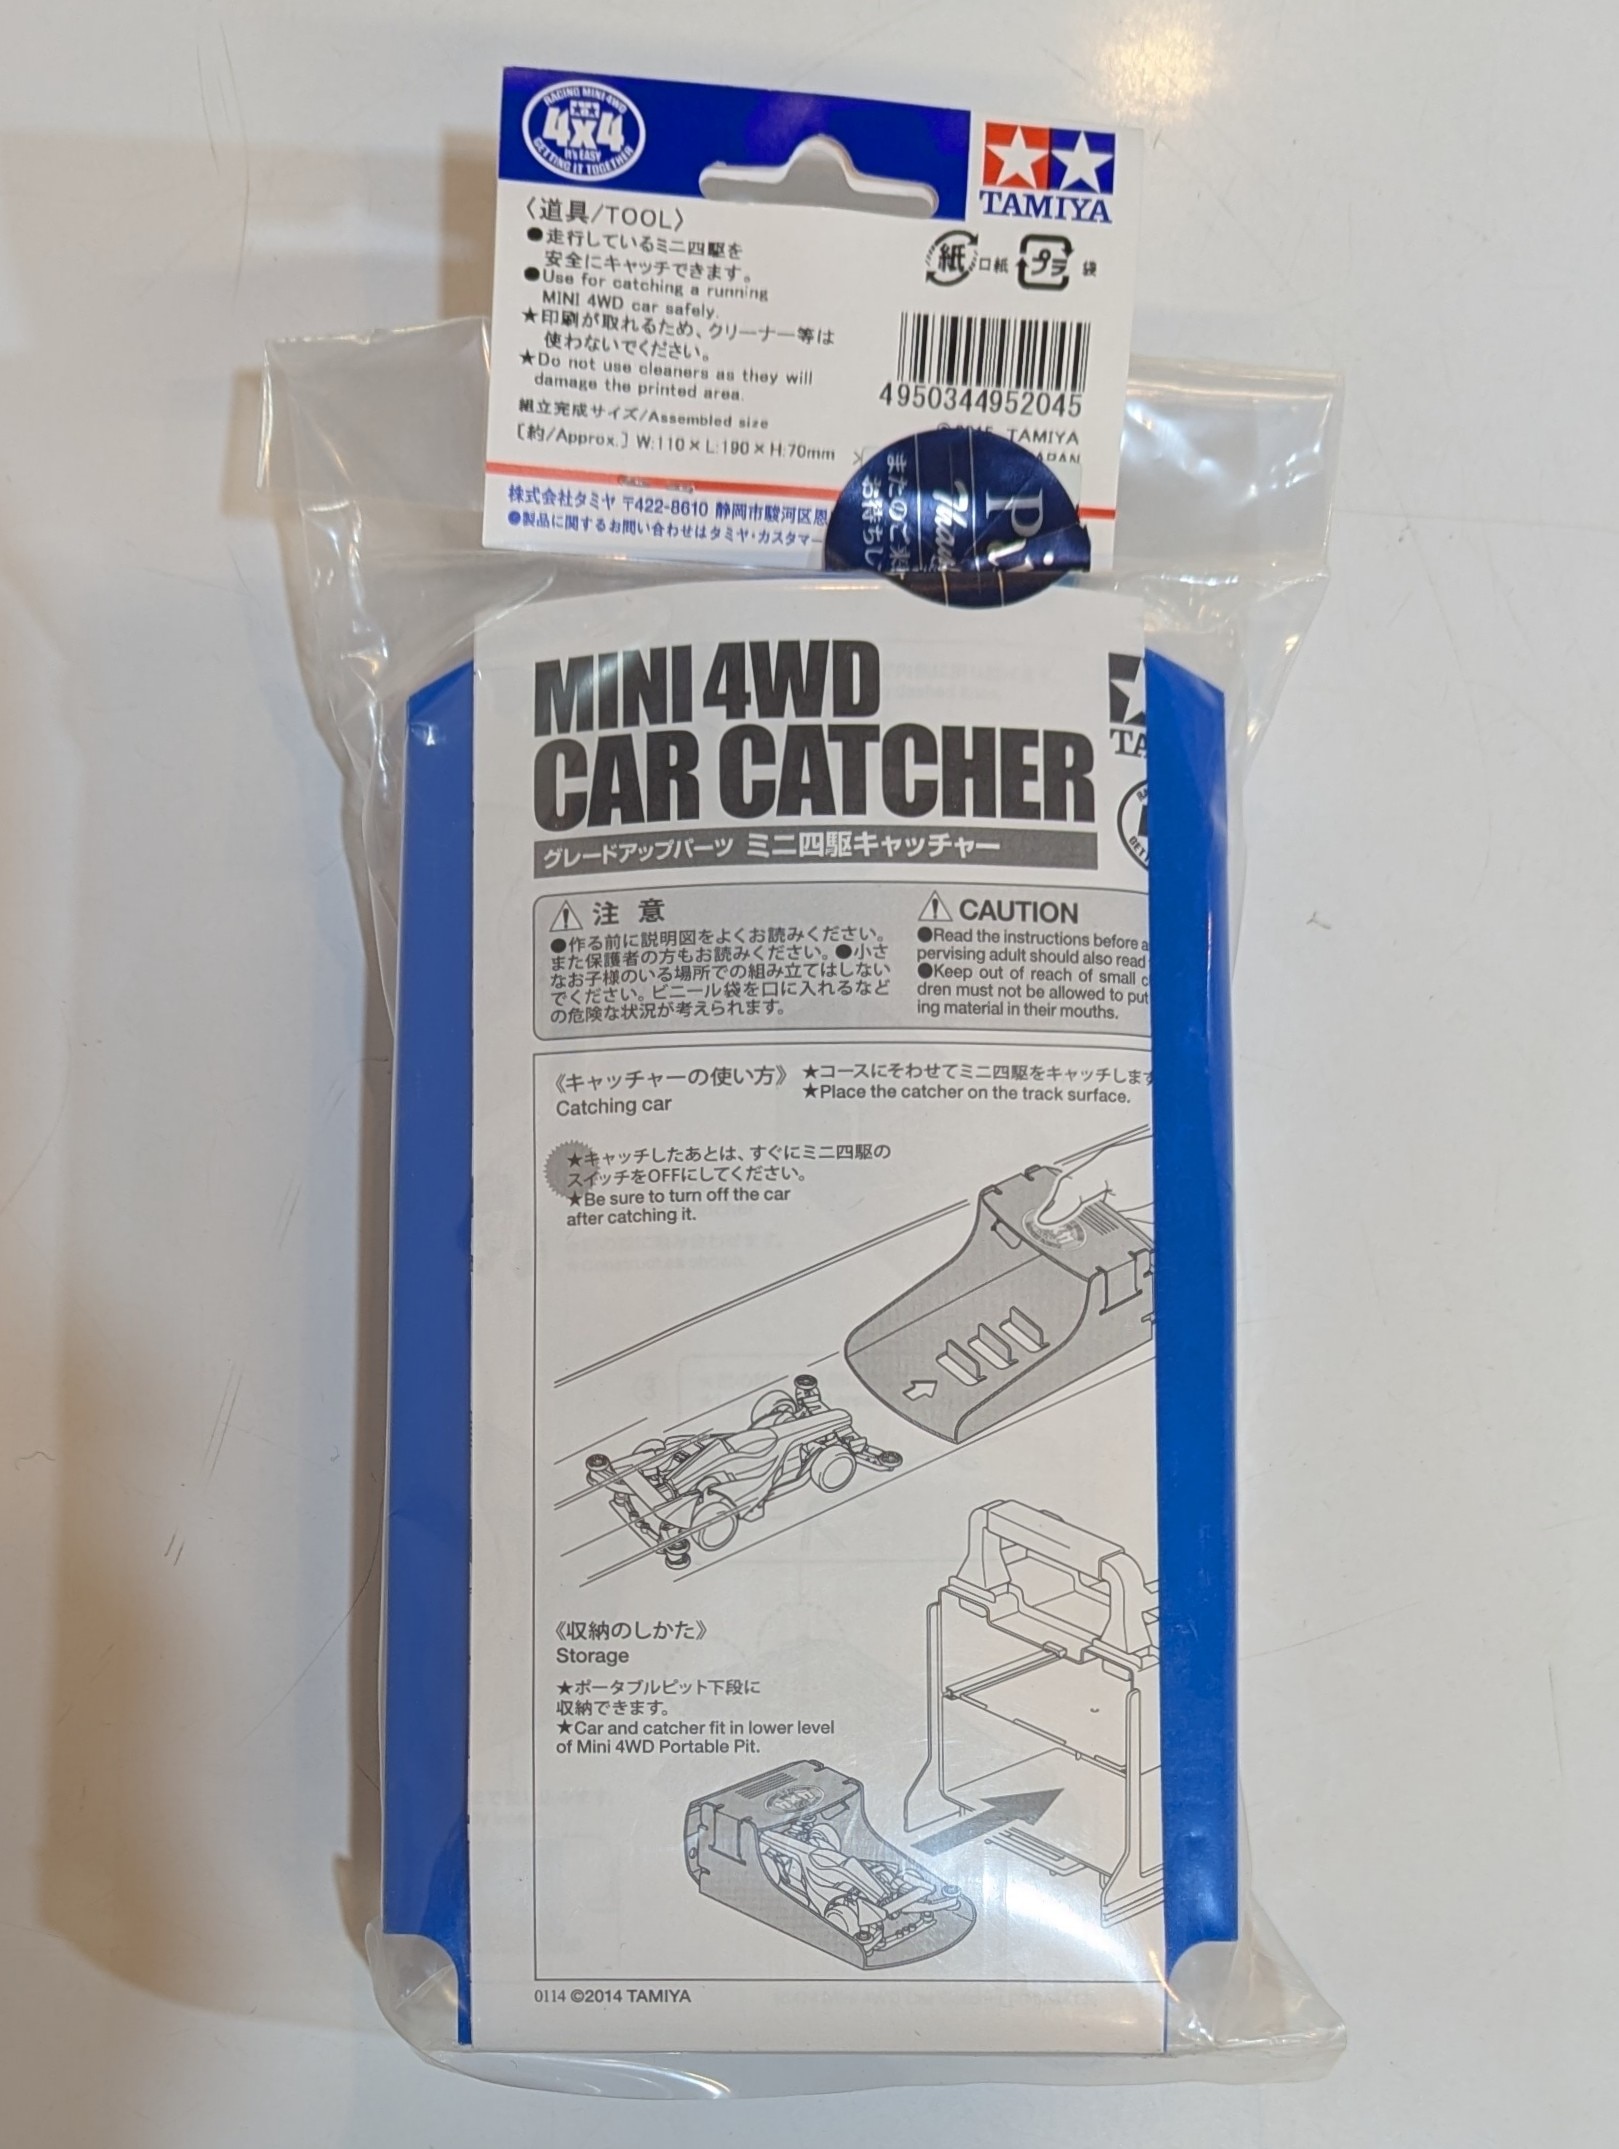 RACING MINI 4WD
4x4
It's EASY
GETTING IT TOGETHER
TAMIYA
〈道具/TOOL〉
●走行しているミニ四駆を
安全にキャッチできます。
●Use for catching a running
MINI 4WD car safely.
★印刷が取れるため、クリーナー等は
使わないでください。
★Do not use cleaners as they will
damage the printed area.
組立完成サイズ/Assembled size
〔約/Approx.〕W:110×L:190×H:70mm
紙 口紙 プラ 袋
4950344952045
TAMIYA
株式会社タミヤ 〒422-8610 静岡市駿河区恩
●製品に関するお問い合わせはタミヤ・カスタマー
またのご来
お待ちし
MINI 4WD
CAR CATCHER
グレードアップパーツ ミニ四駆キャッチャー
TA
注意
●作る前に説明図をよくお読みください。
また保護者の方もお読みください。●小さ
なお子様のいる場所での組み立てはしない
でください。ビニール袋を口に入れるなど
の危険な状況が考えられます。
CAUTION
●Read the instructions before a
pervising adult should also read
●Keep out of reach of small c
dren must not be allowed to put
ing material in their mouths.
《キャッチャーの使い方》
Catching car
★コースにそわせてミニ四駆をキャッチします
★Place the catcher on the track surface.
★キャッチしたあとは、すぐにミニ四駆の
スイッチをOFFにしてください。
★Be sure to turn off the car
after catching it.
《収納のしかた》
Storage
★ポータブルピット下段に
収納できます。
★Car and catcher fit in lower level
of Mini 4WD Portable Pit.
0114 ©2014 TAMIYA